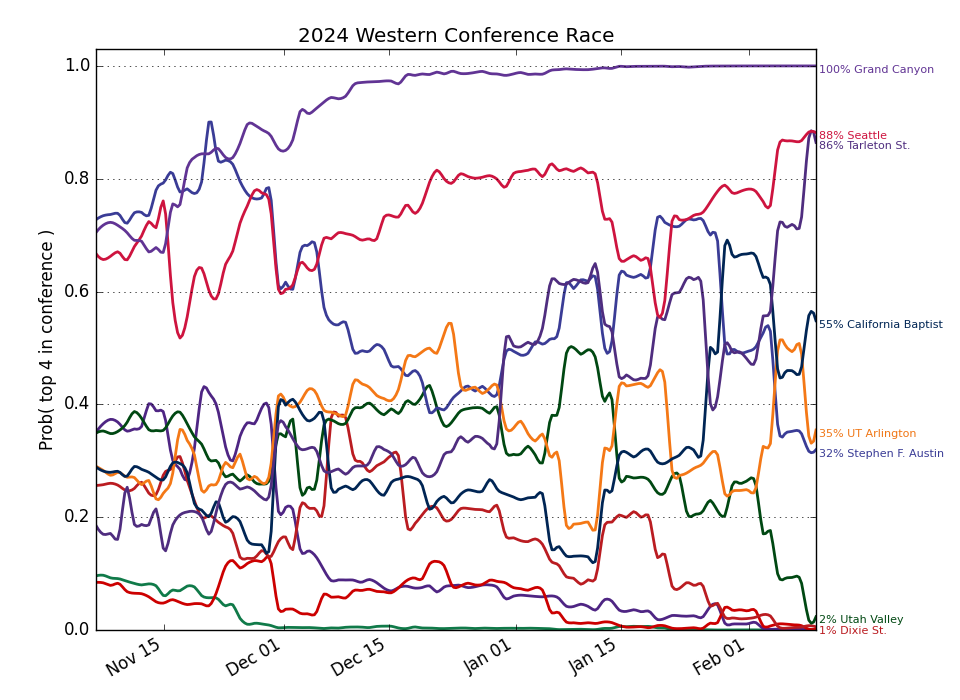 2024 Western Conference Race
Prob( top 4 in conference )
1.0
0.8
0.6
0.4
0.2
0.0
Nov 15
Dec 01
Dec 15
Jan 01
Jan 15
Feb 01
100% Grand Canyon
88% Seattle
86% Tarleton St.
55% California Baptist
35% UT Arlington
32% Stephen F. Austin
2% Utah Valley
1% Dixie St.